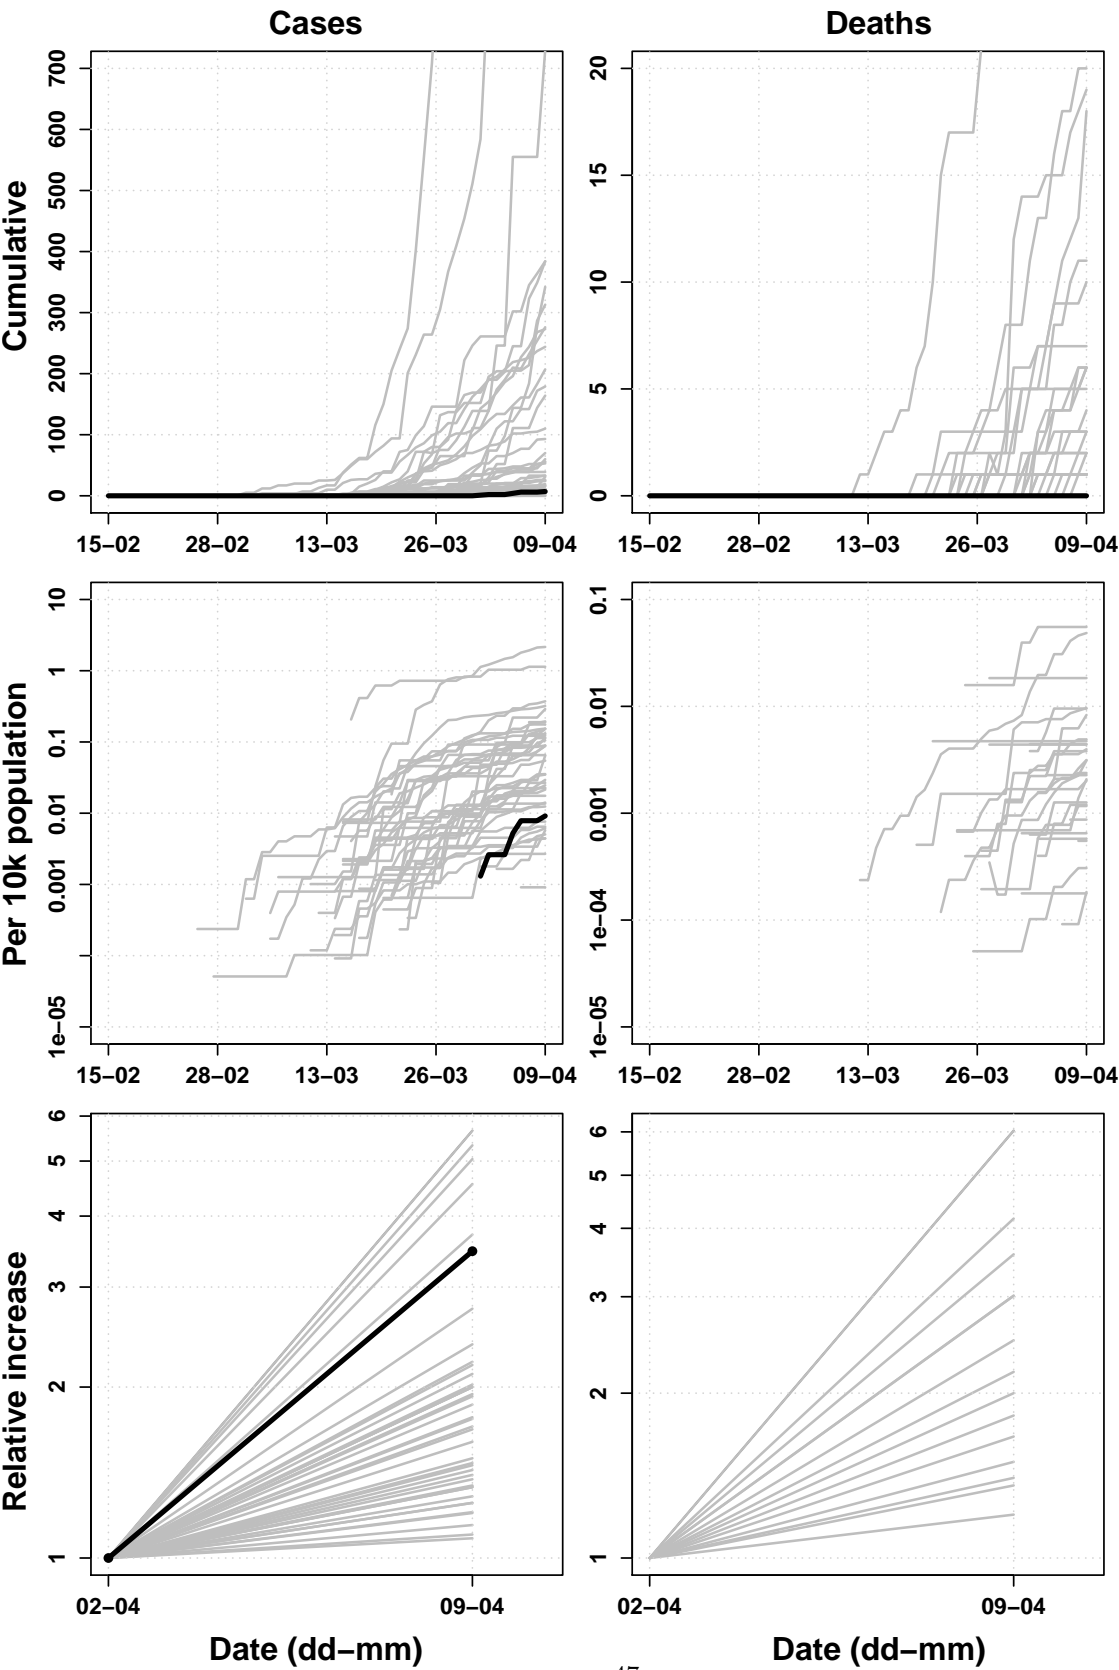 Cases
Deaths
Cumulative
700
600
500
400
300
200
100
0
15–02 28–02 13–03 26–03 09–04
20
15
10
5
0
15–02 28–02 13–03 26–03 09–04
Per 10k population
10
1
0.1
0.01
0.001
1e–05
15–02 28–02 13–03 26–03 09–04
0.1
0.01
0.001
1e–04
1e–05
15–02 28–02 13–03 26–03 09–04
Relative increase
6
5
4
3
2
1
02–04 09–04
Date (dd–mm)
6
5
4
3
2
1
02–04 09–04
Date (dd–mm)